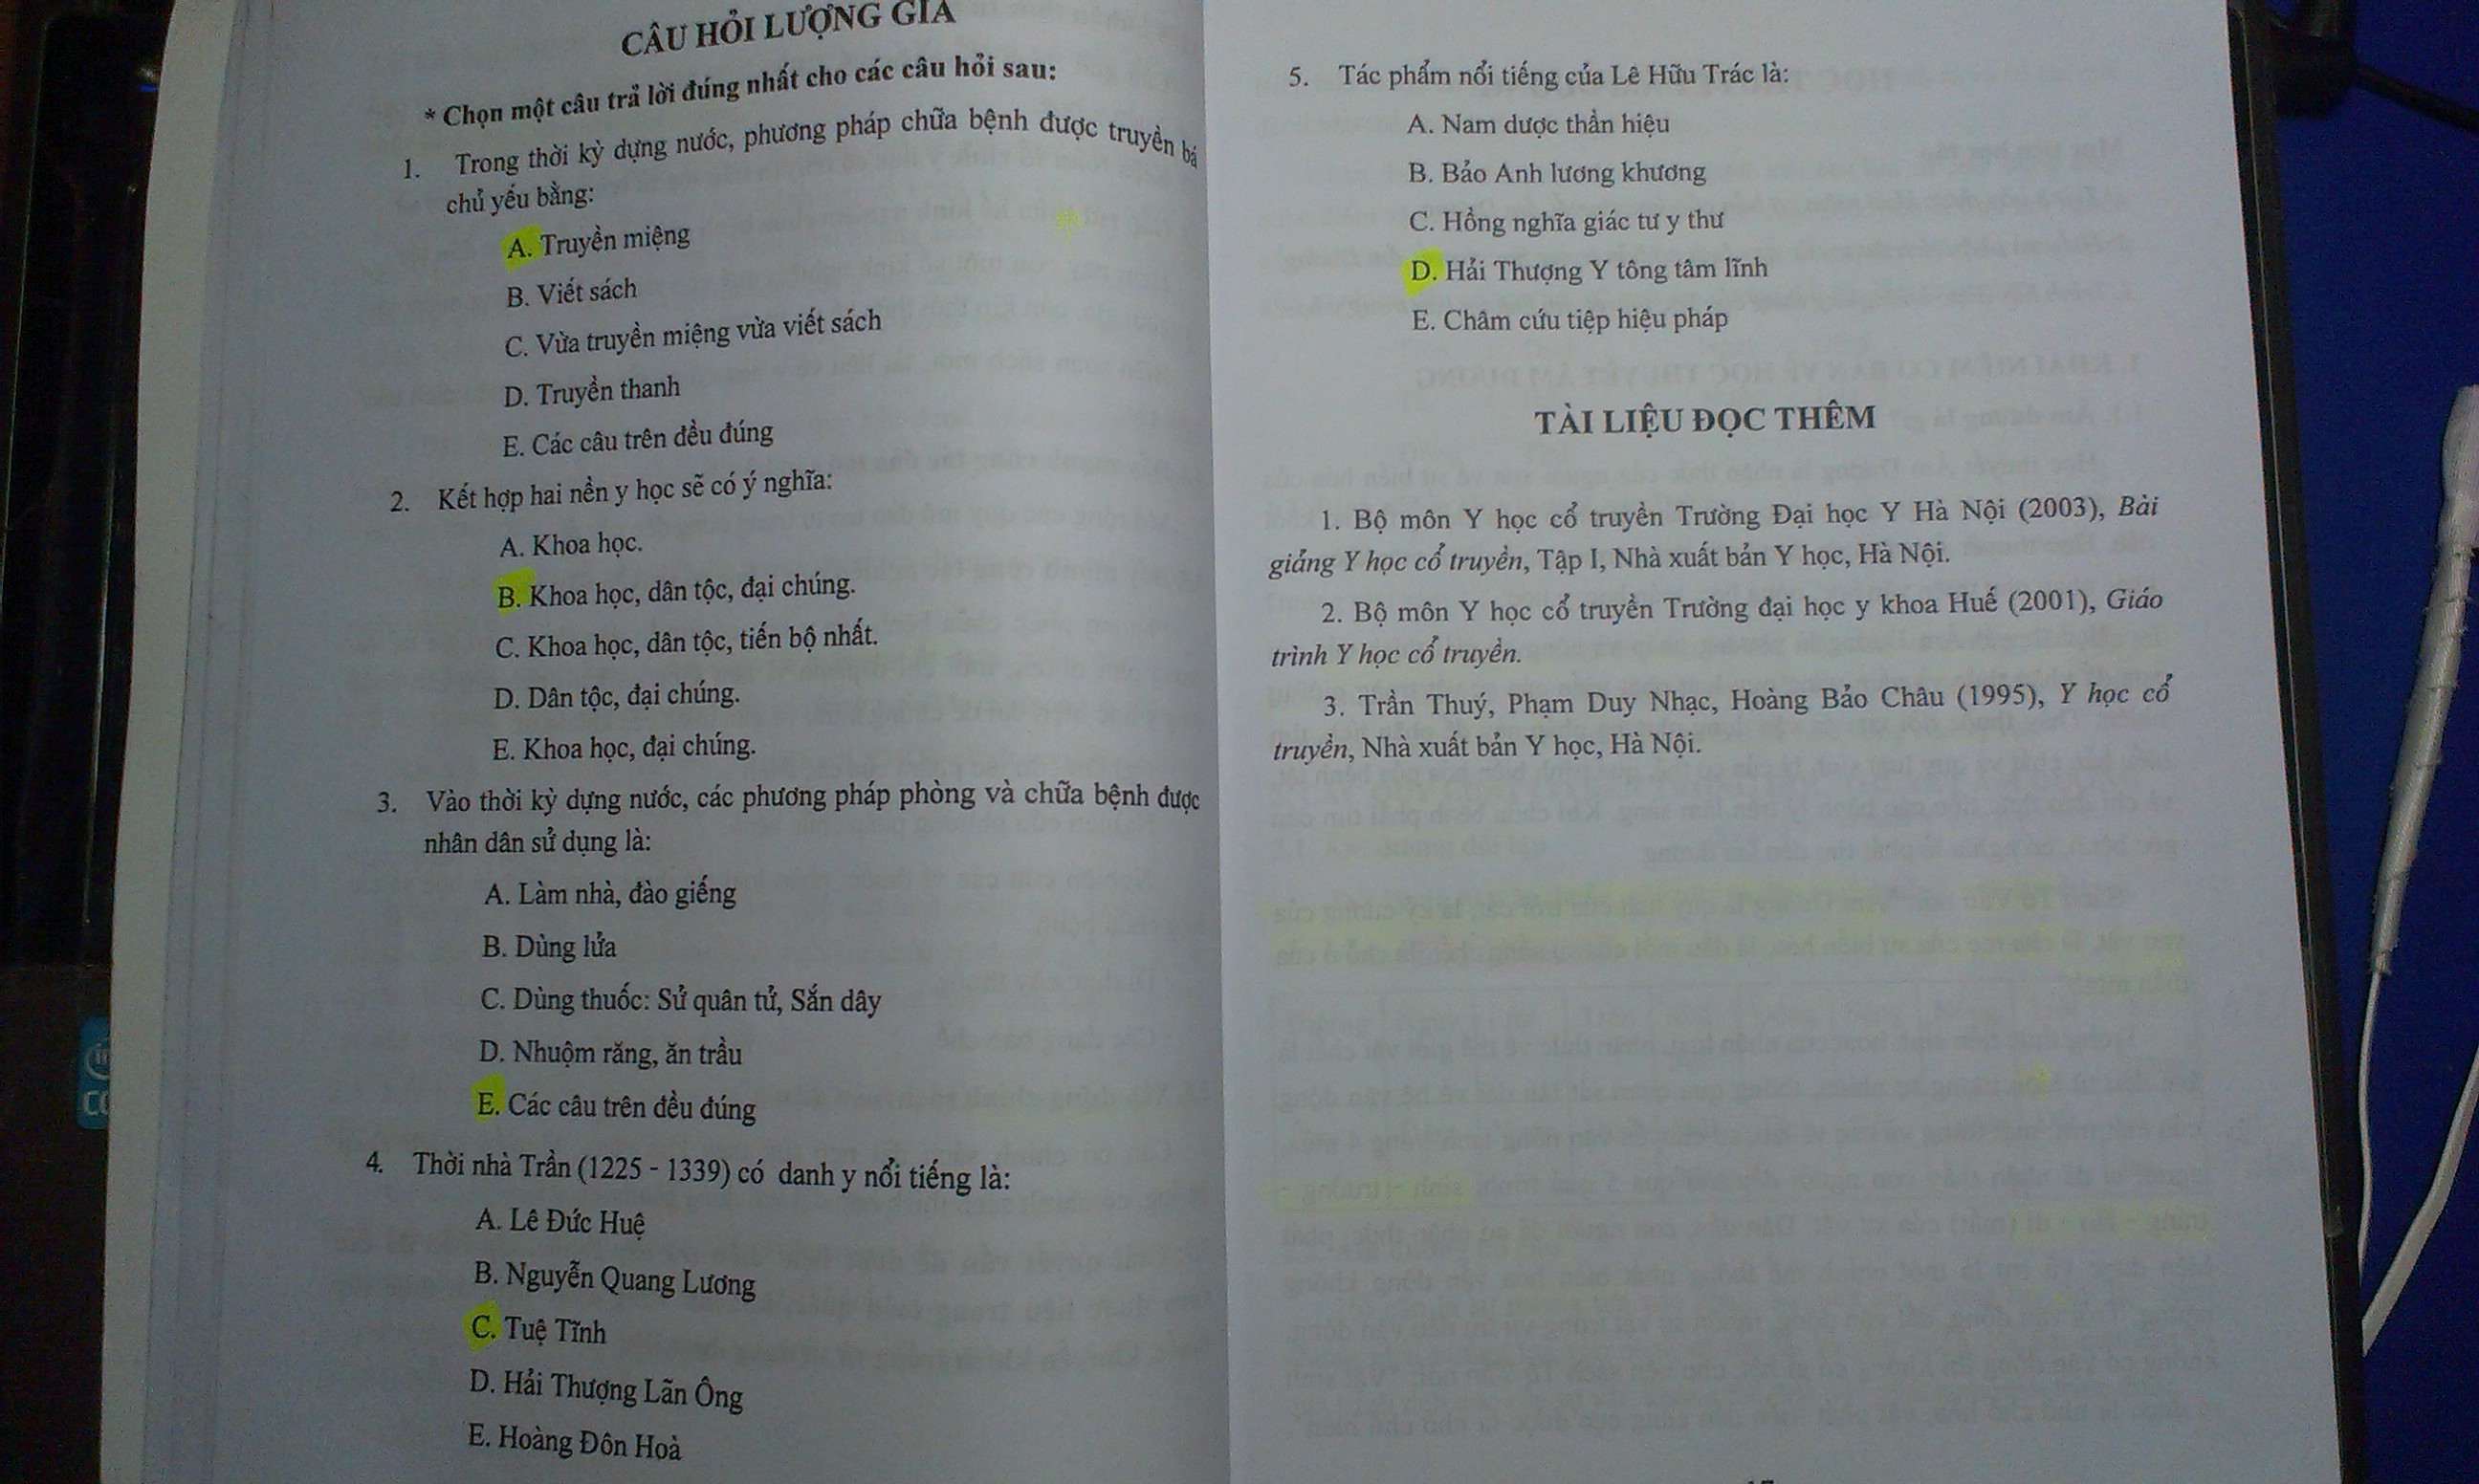 CÂU HỎI LƯỢNG GIÁ
* Chọn một câu trả lời đúng nhất cho các câu hỏi sau:
1. Trong thời kỳ dựng nước, phương pháp chữa bệnh được truyền bá
chủ yếu bằng:
A. Truyền miệng
B. Viết sách
C. Vừa truyền miệng vừa viết sách
D. Truyền thanh
E. Các câu trên đều đúng
2. Kết hợp hai nền y học sẽ có ý nghĩa:
A. Khoa học.
B. Khoa học, dân tộc, đại chúng.
C. Khoa học, dân tộc, tiến bộ nhất.
D. Dân tộc, đại chúng.
E. Khoa học, đại chúng.
3. Vào thời kỳ dựng nước, các phương pháp phòng và chữa bệnh được
nhân dân sử dụng là:
A. Làm nhà, đào giếng
B. Dùng lửa
C. Dùng thuốc: Sử quân tử, Sắn dây
D. Nhuộm răng, ăn trầu
E. Các câu trên đều đúng
4. Thời nhà Trần (1225 - 1339) có danh y nổi tiếng là:
A. Lê Đức Huệ
B. Nguyễn Quang Lương
C. Tuệ Tĩnh
D. Hải Thượng Lãn Ông
E. Hoàng Đôn Hoà
5. Tác phẩm nổi tiếng của Lê Hữu Trác là:
A. Nam dược thần hiệu
B. Bảo Anh lương khương
C. Hồng nghĩa giác tư y thư
D. Hải Thượng Y tông tâm lĩnh
E. Châm cứu tiệp hiệu pháp
TÀI LIỆU ĐỌC THÊM
1. Bộ môn Y học cổ truyền Trường Đại học Y Hà Nội (2003), Bài
giảng Y học cổ truyền, Tập I, Nhà xuất bản Y học, Hà Nội.
2. Bộ môn Y học cổ truyền Trường đại học y khoa Huế (2001), Giáo
trình Y học cổ truyền.
3. Trần Thuý, Phạm Duy Nhạc, Hoàng Bảo Châu (1995), Y học cổ
truyền, Nhà xuất bản Y học, Hà Nội.